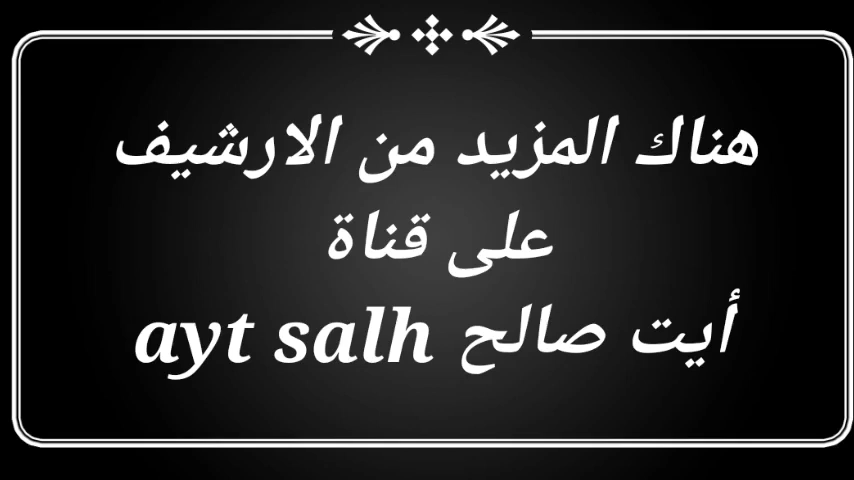 هناك المزيد من الارشيف
على قناة
أيت صالح ayt salh